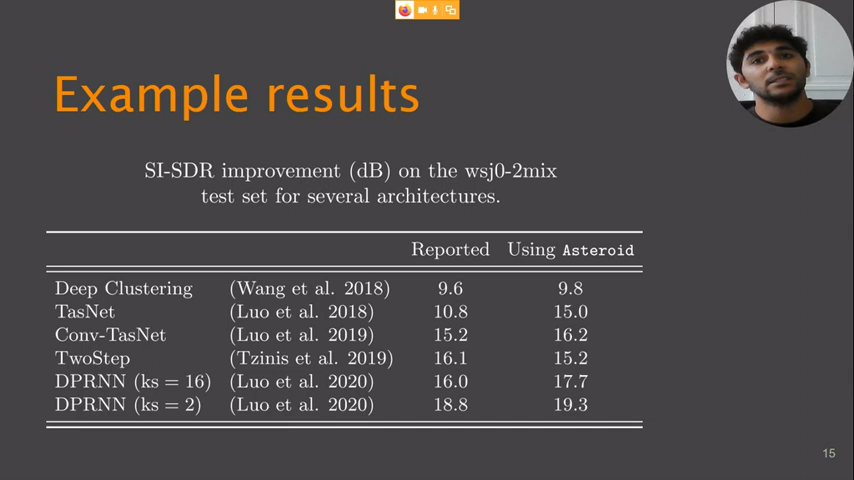 Example results
SI-SDR improvement (dB) on the wsj0-2mix
test set for several architectures.
Reported Using Asteroid
Deep Clustering (Wang et al. 2018) 9.6 9.8
TasNet (Luo et al. 2018) 10.8 15.0
Conv-TasNet (Luo et al. 2019) 15.2 16.2
TwoStep (Tzinis et al. 2019) 16.1 15.2
DPRNN (ks = 16) (Luo et al. 2020) 16.0 17.7
DPRNN (ks = 2) (Luo et al. 2020) 18.8 19.3
15